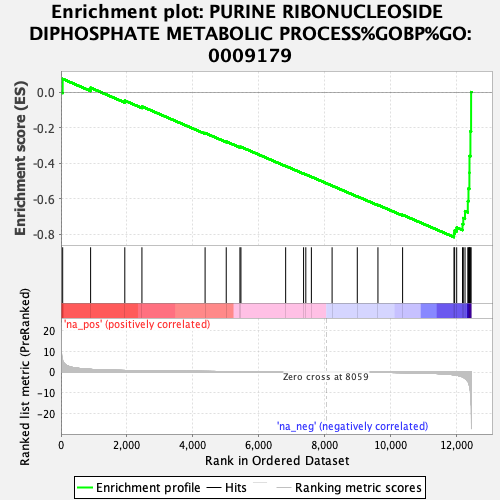 Enrichment plot: PURINE RIBONUCLEOSIDE
DIPHOSPHATE METABOLIC PROCESS%GOBP%GO:
0009179
Enrichment score (ES)
0.0
-0.2
-0.4
-0.6
-0.8
'na_pos' (positively correlated)
Ranked list metric (PreRanked)
20
10
0
-10
-20
Zero cross at 8059
'na_neg' (negatively correlated)
0
2,000
4,000
6,000
8,000
10,000
12,000
Rank in Ordered Dataset
Enrichment profile
Hits
Ranking metric scores